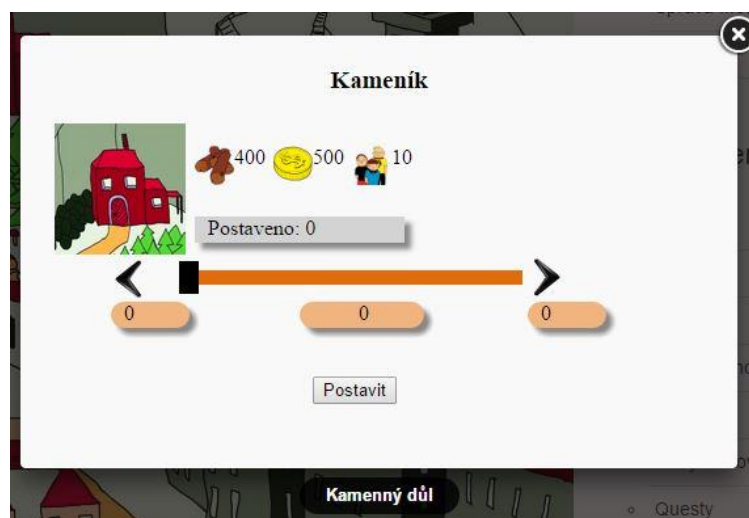 Kameník
400 500 10
Postaveno: 0
0 0 0
Postavit
Kamenný důl
Questy